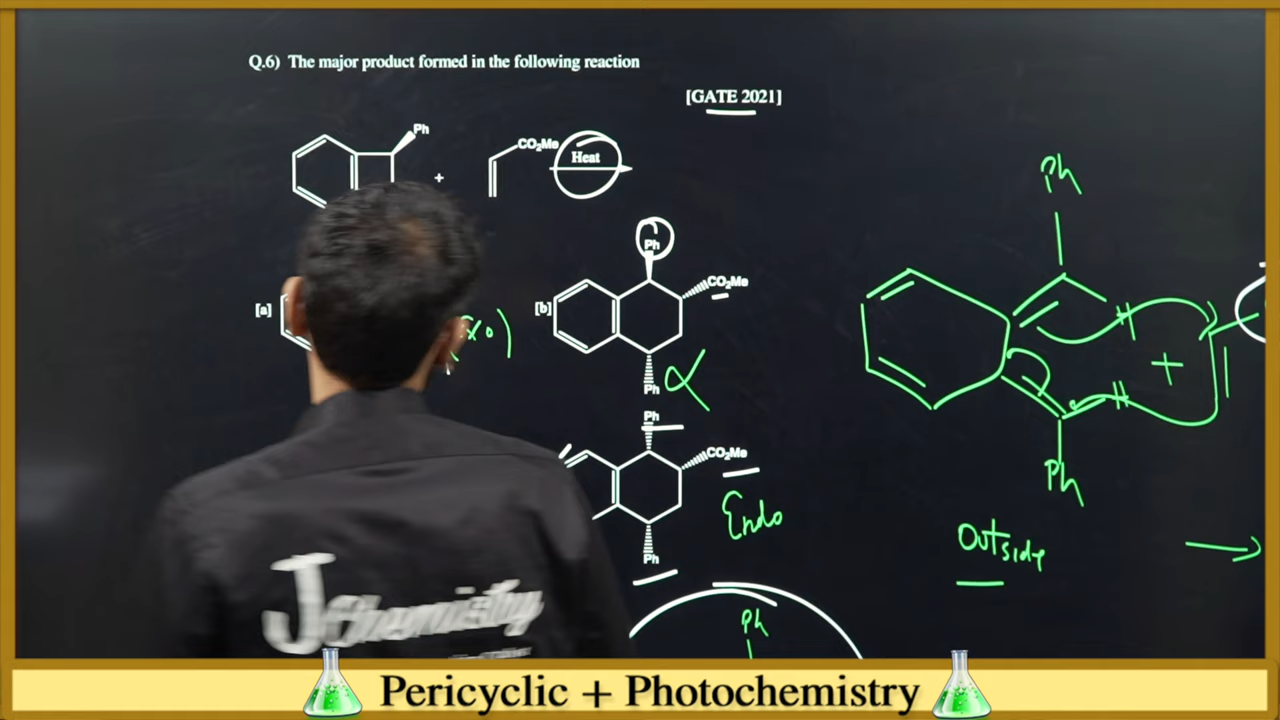 Q.6) The major product formed in the following reaction
[GATE 2021]
Ph
+
CO2Me
Heat
Ph
[a]
[b]
CO2Me
Ph
Ph
CO2Me
Endo
Ph
Ph
Ph
H
+
H
Ph
Outside
J Chemistry
Pericyclic + Photochemistry